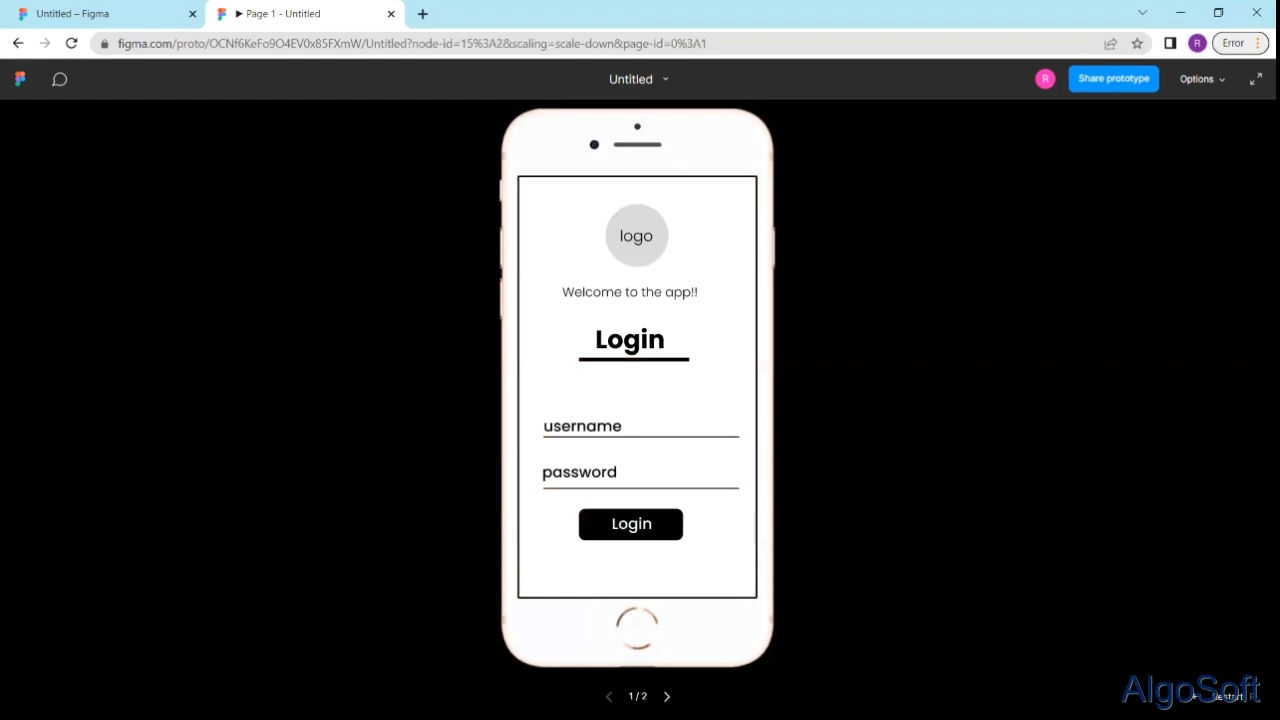 Untitled – Figma
▶ Page 1 - Untitled
figma.com/proto/OCNf6KeFo9O4EV0x85FXmW/Untitled?node-id=15%3A2&scaling=scale-down&page-id=0%3A1
R
Error
Untitled
R
Share prototype
Options
logo
Welcome to the app!!
Login
username
password
Login
1 / 2
AlgoSoft